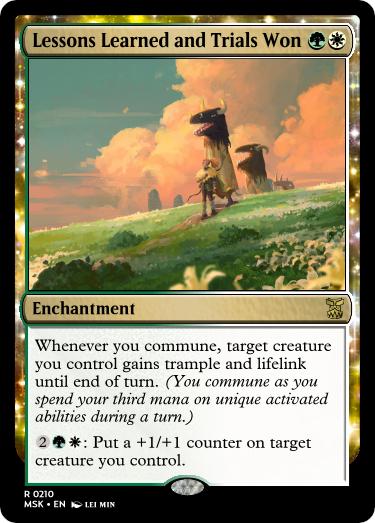 Lessons Learned and Trials Won
Enchantment
Whenever you commune, target creature
you control gains trample and lifelink
until end of turn. (You commune as you
spend your third mana on unique activated
abilities during a turn.)
2: Put a +1/+1 counter on target
creature you control.
R 0210
MSK • EN LEI MIN